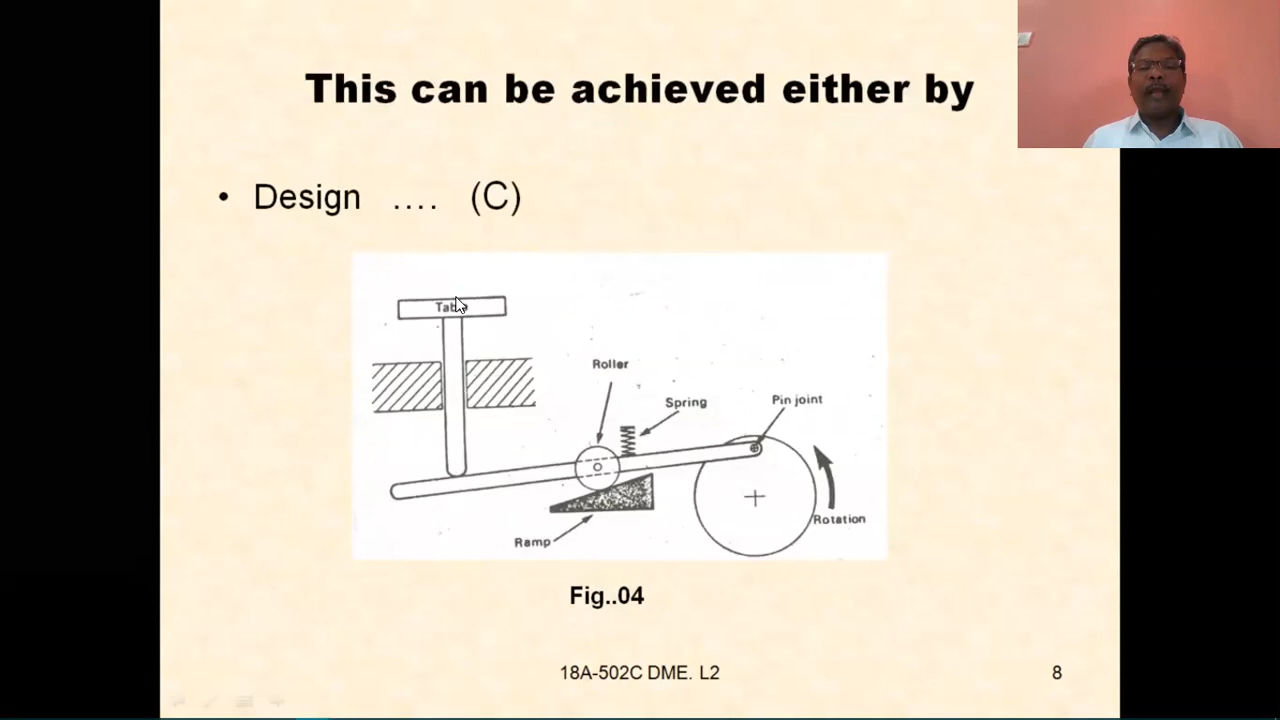 This can be achieved either by
• Design .... (C)
Roller
Spring
Pin joint
Rotation
Ramp
Fig..04
18A-502C DME. L2
8